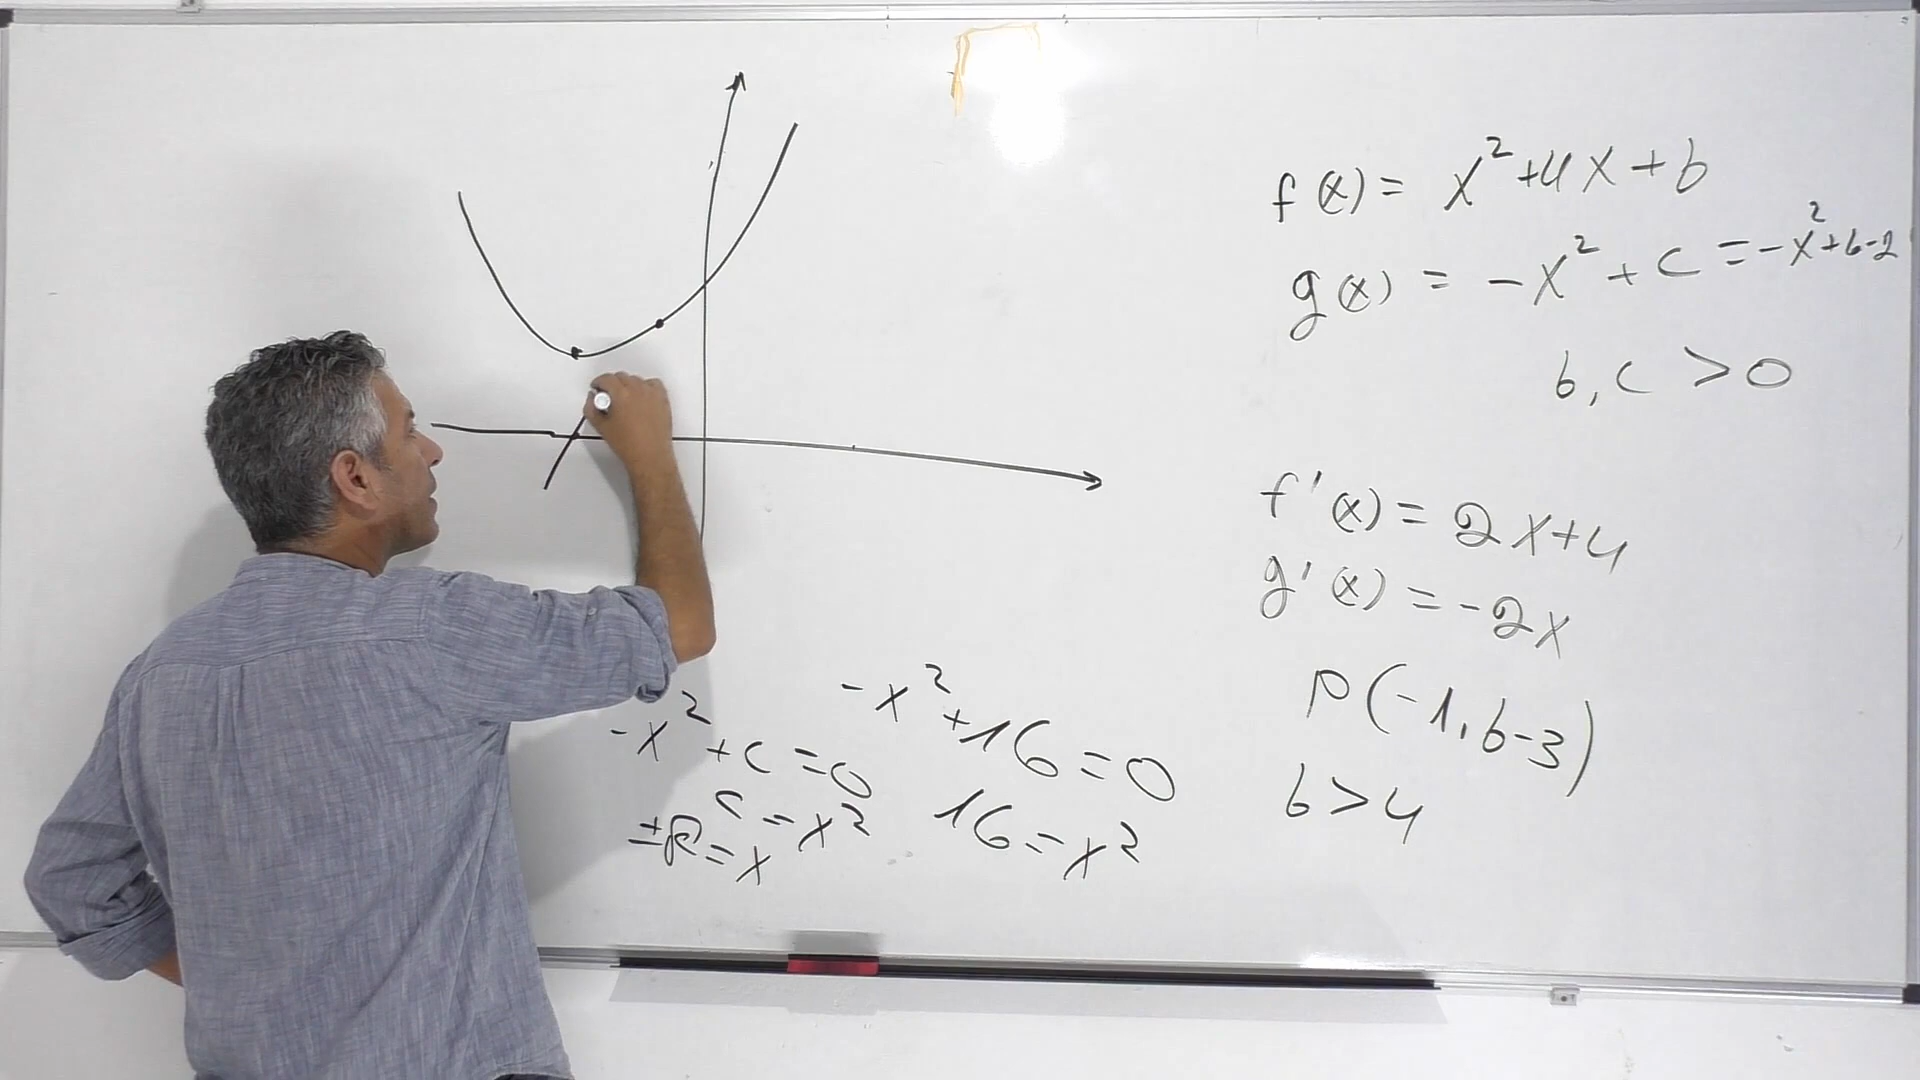 f(x) = x²+4x+b
g(x) = -x²+c = -x²+b-2
b, c > 0
f'(x) = 2x+4
g'(x) = -2x
P(-1, b-3)
b>4
-x²+c=0
c=x²
±√c=x
-x²+16=0
16=x²